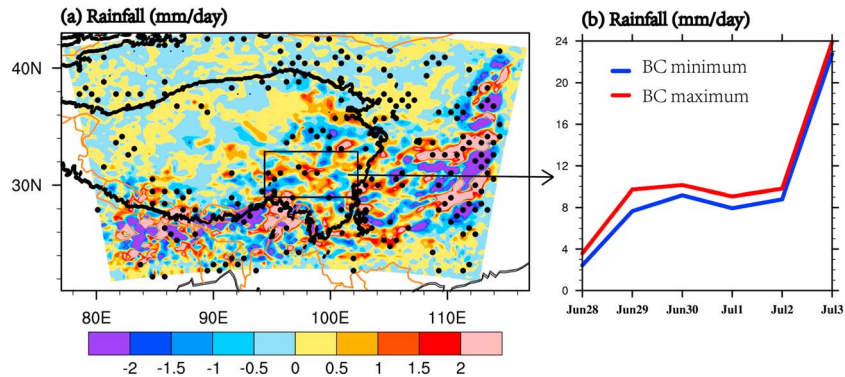 (a) Rainfall (mm/day)
40N
30N
80E 90E 100E 110E
-2 -1.5 -1 -0.5 0 0.5 1 1.5 2
(b) Rainfall (mm/day)
24
20
16
12
8
4
0
BC minimum
BC maximum
Jun28 Jun29 Jun30 Jul1 Jul2 Jul3